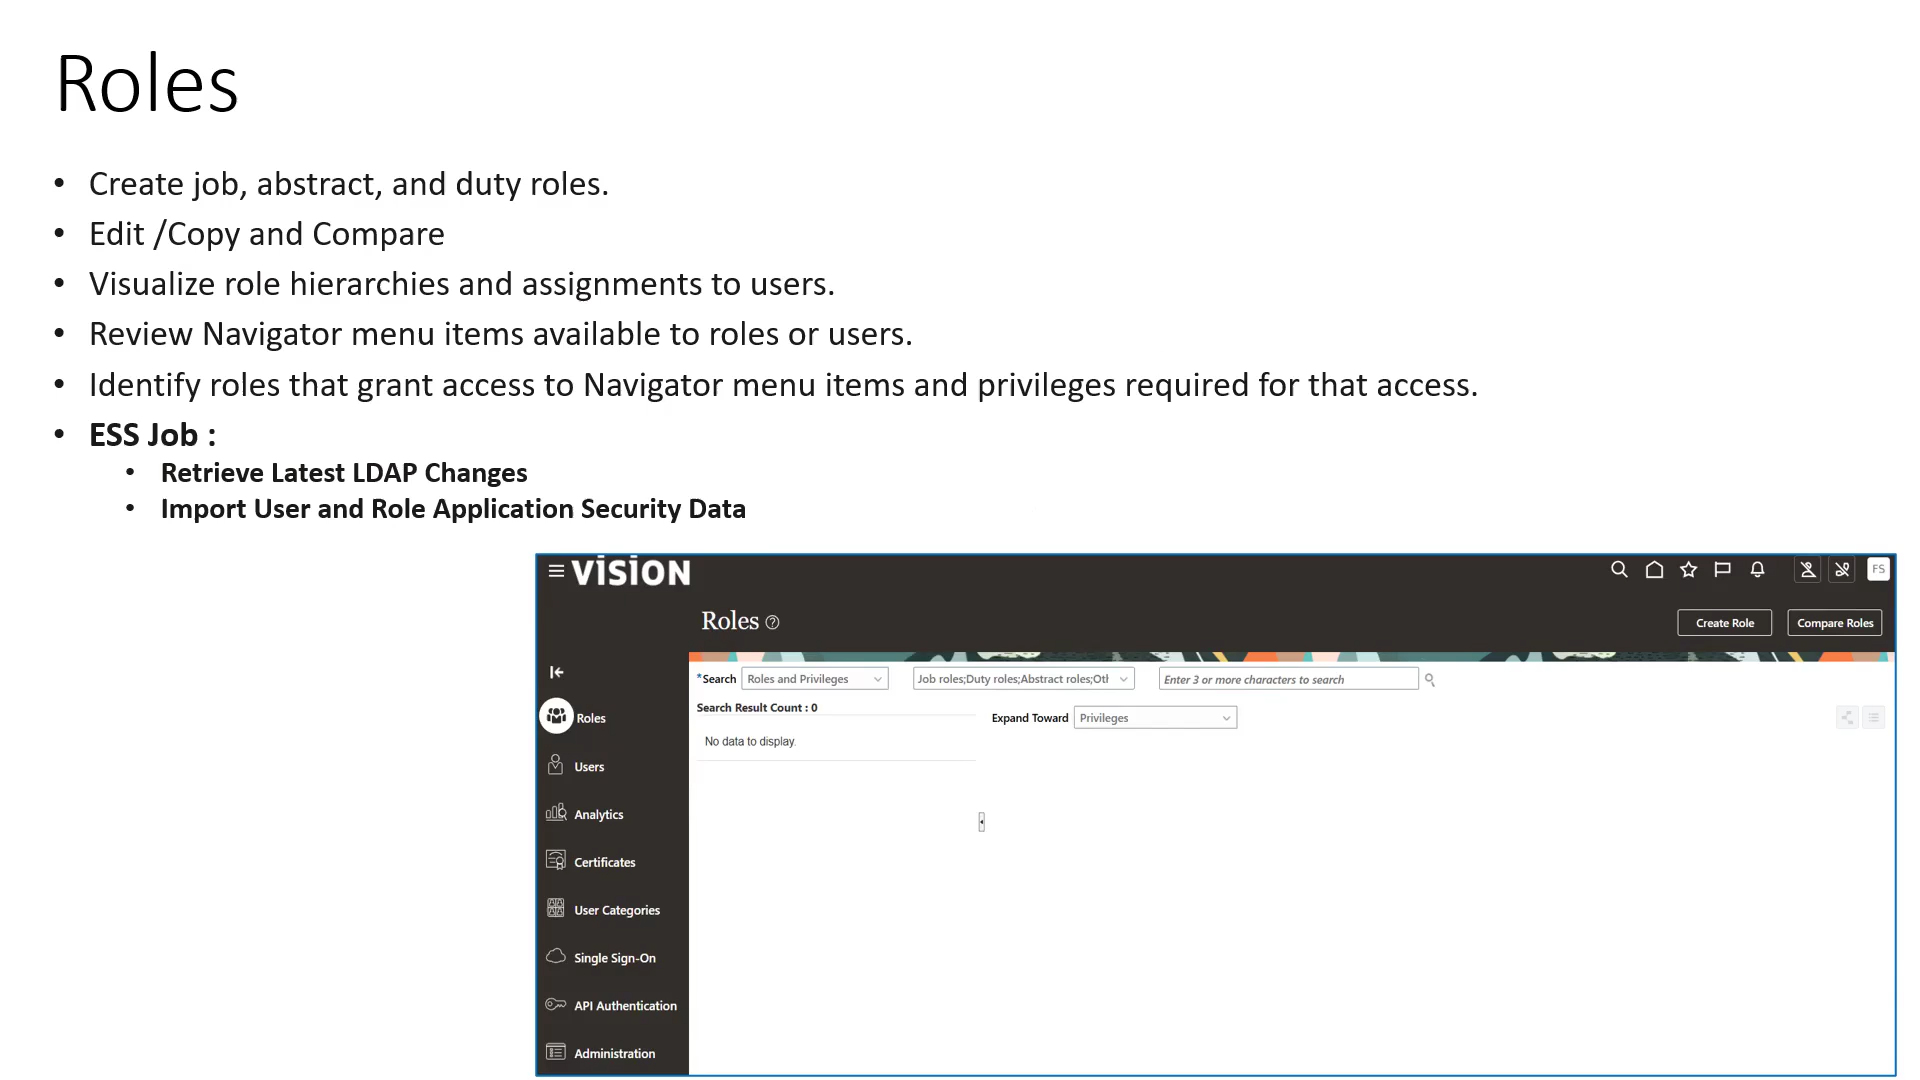 Roles
• Create job, abstract, and duty roles.
• Edit /Copy and Compare
• Visualize role hierarchies and assignments to users.
• Review Navigator menu items available to roles or users.
• Identify roles that grant access to Navigator menu items and privileges required for that access.
• ESS Job :
• Retrieve Latest LDAP Changes
• Import User and Role Application Security Data
VISION
FS
Roles
Create Role
Compare Roles
*Search
Roles and Privileges
Job roles;Duty roles;Abstract roles;Otl
Enter 3 or more characters to search
Search Result Count : 0
Expand Toward
Privileges
No data to display.
Roles
Users
Analytics
Certificates
User Categories
Single Sign-On
API Authentication
Administration